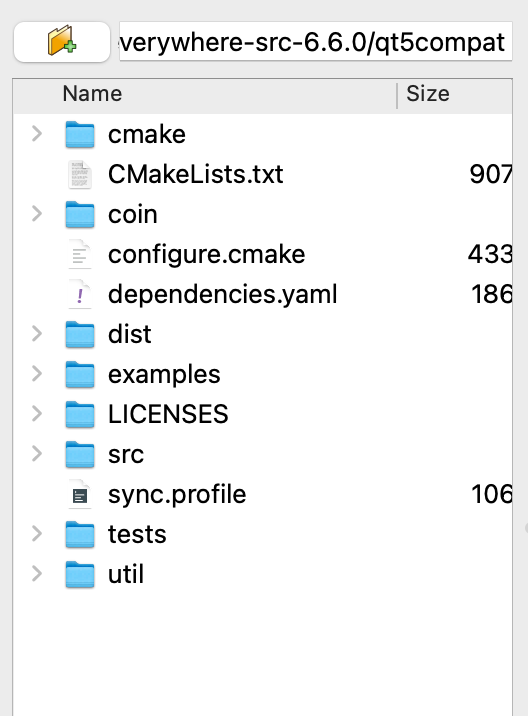 verywhere-src-6.6.0/qt5compat
Name Size
cmake
CMakeLists.txt 907
coin
configure.cmake 433
dependencies.yaml 186
dist
examples
LICENSES
src
sync.profile 106
tests
util